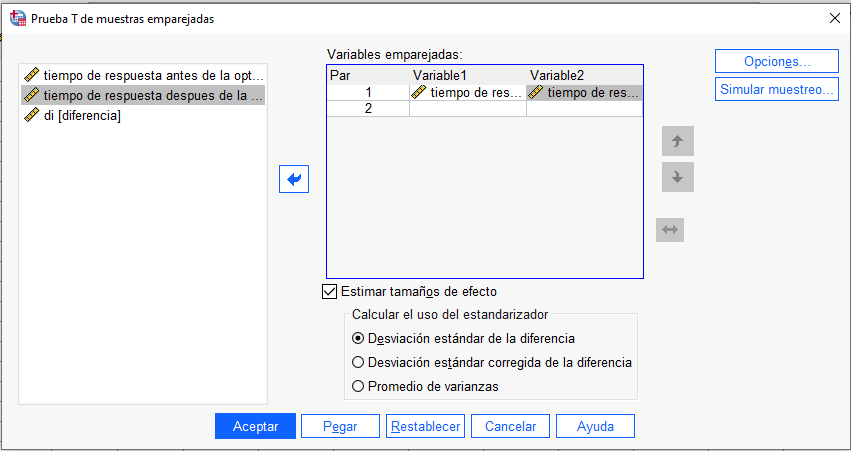 Prueba T de muestras emparejadas
tiempo de respuesta antes de la opt...
tiempo de respuesta despues de la ...
di [diferencia]
Variables emparejadas:
Par Variable1 Variable2
1 tiempo de res... tiempo de res...
2
Opciones...
Simular muestreo...
Estimar tamaños de efecto
Calcular el uso del estandarizador
Desviación estándar de la diferencia
Desviación estándar corregida de la diferencia
Promedio de varianzas
Aceptar Pegar Restablecer Cancelar Ayuda